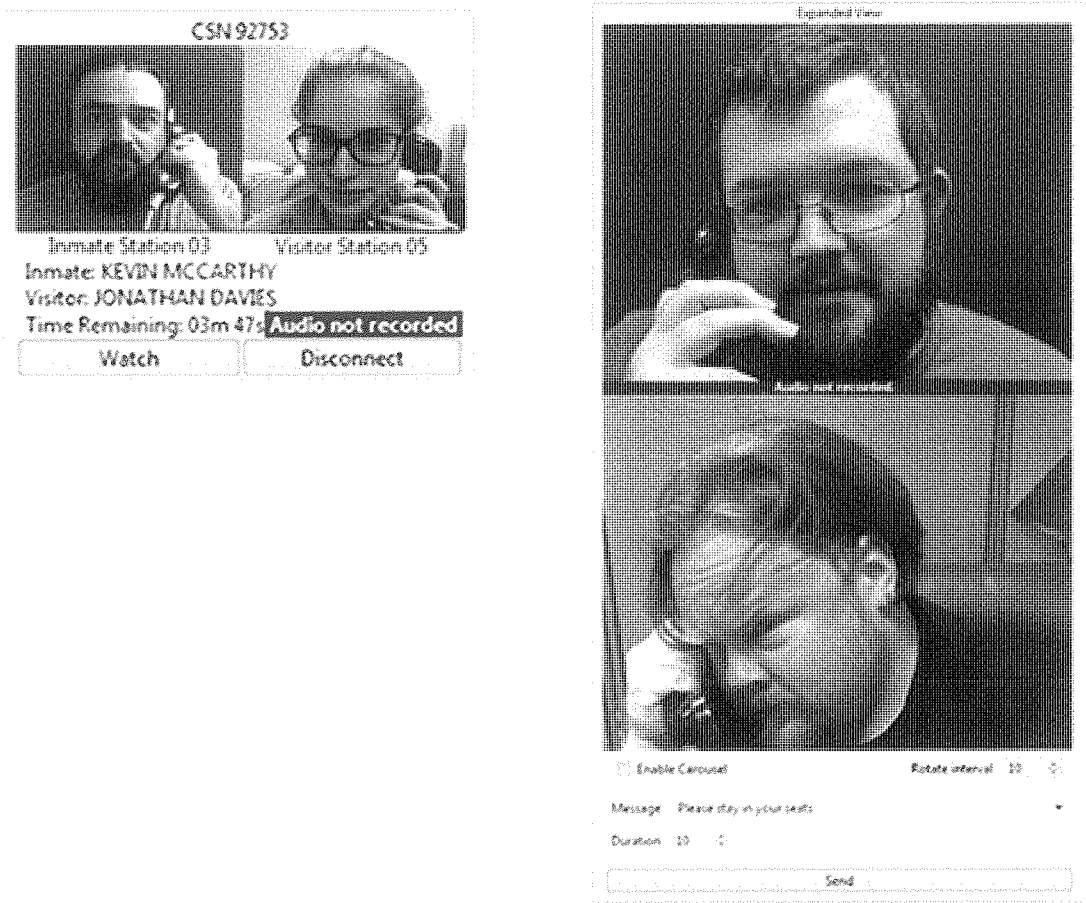 CSN 92753
Inmate Station 03 Visitor Station 05
Inmate: KEVIN MCCARTHY
Visitor: JONATHAN DAVIES
Time Remaining: 03m 47s Audio not recorded
Watch Disconnect
Expanded View
Audio not recorded
Enable Carousel Rotate interval 10
Message Please stay in your seats
Duration 10
Send